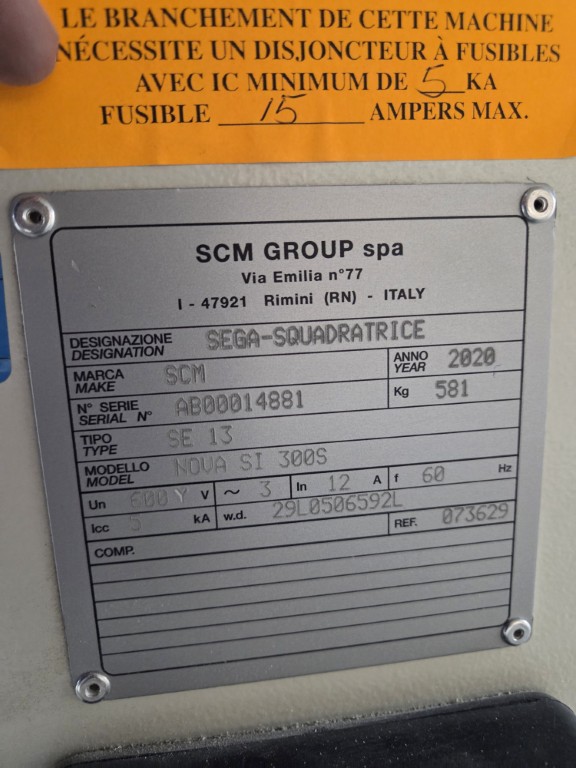 LE BRANCHEMENT DE CETTE MACHINE
NÉCESSITE UN DISJONCTEUR À FUSIBLES
AVEC IC MINIMUM DE 5 KA
FUSIBLE 15 AMPERS MAX.
SCM GROUP spa
Via Emilia n°77
I - 47921 Rimini (RN) - ITALY
DESIGNAZIONE SEGA-SQUADRATRICE
DESIGNATION
MARCA SCM ANNO 2020
MAKE YEAR
N° SERIE AB00014881 Kg 581
SERIAL N°
TIPO SE 13
TYPE
MODELLO NOVA SI 300S
MODEL
Un 600 Y V ~ 3 In 12 A f 60 Hz
Icc 5 kA w.d. 29L0506592L REF. 073629
COMP.